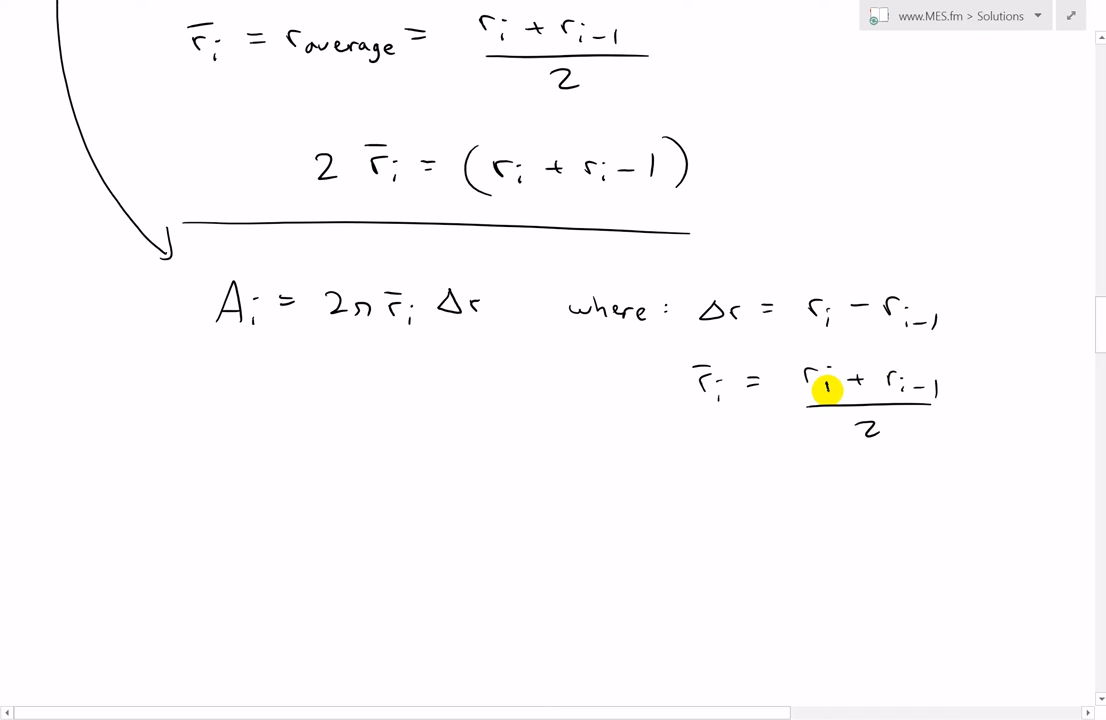 www.MES.fm > Solutions
r̄ᵢ = r_average = (rᵢ + rᵢ₋₁) / 2
2 r̄ᵢ = (rᵢ + rᵢ - 1)
Aᵢ = 2π r̄ᵢ Δr where: Δr = rᵢ - rᵢ₋₁
r̄ᵢ = (rᵢ + rᵢ₋₁) / 2